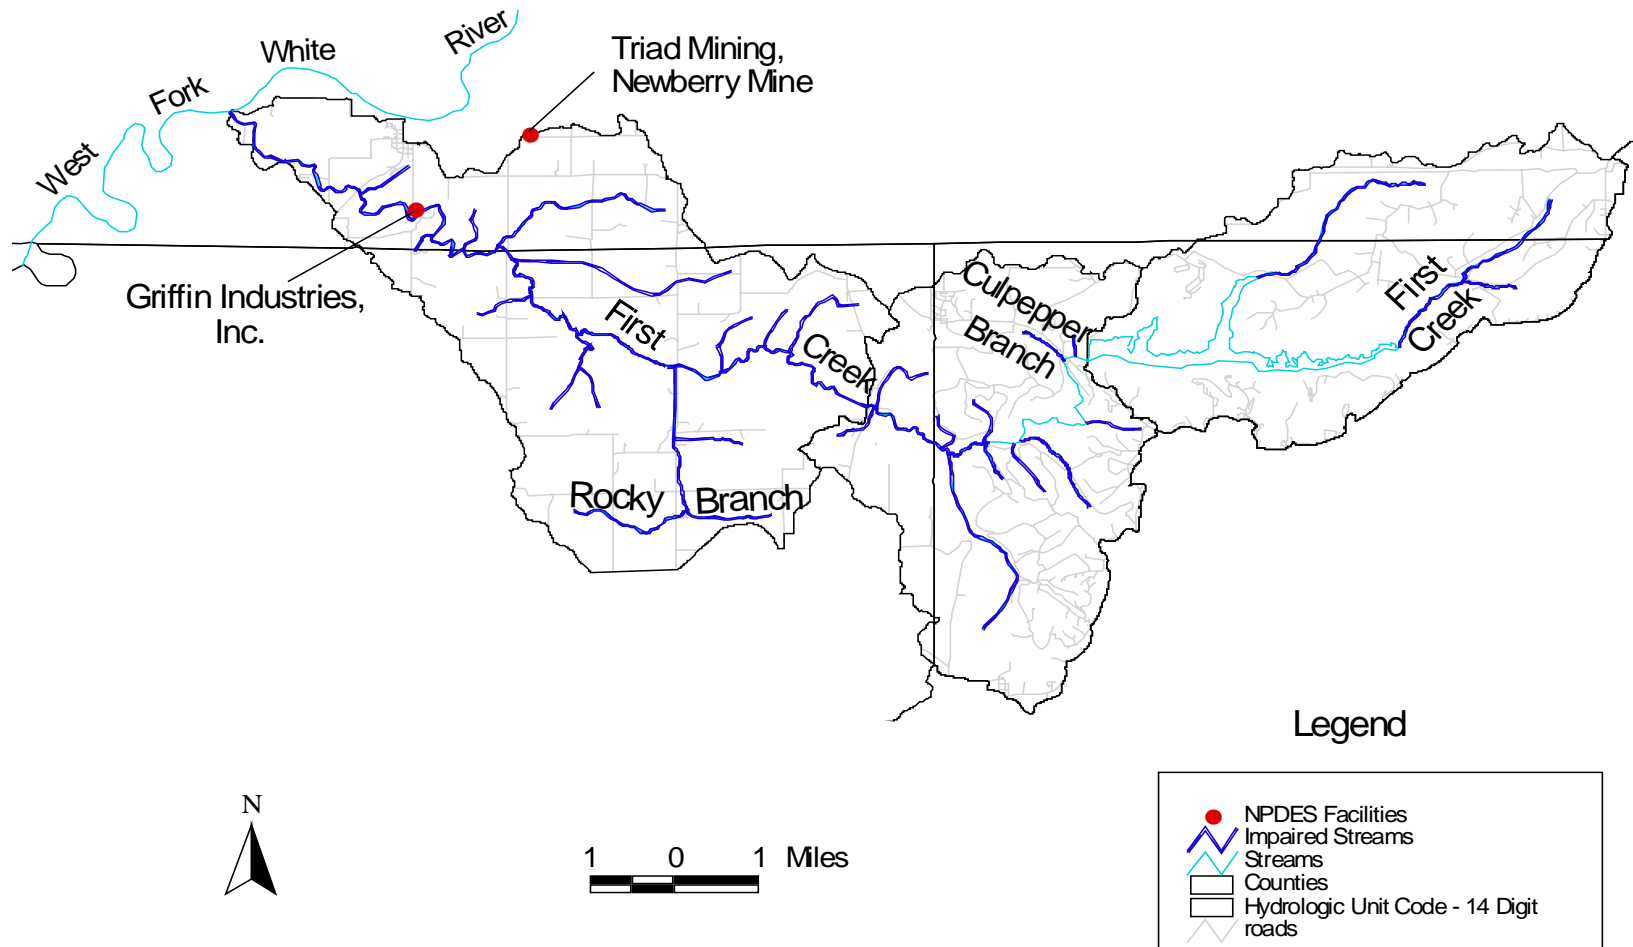 West Fork White River
Triad Mining,
Newberry Mine
Griffin Industries,
Inc.
First Creek
Culpepper
Branch
First
Creek
Rocky Branch
Legend
N
1 0 1 Miles
NPDES Facilities
Impaired Streams
Streams
Counties
Hydrologic Unit Code - 14 Digit
roads